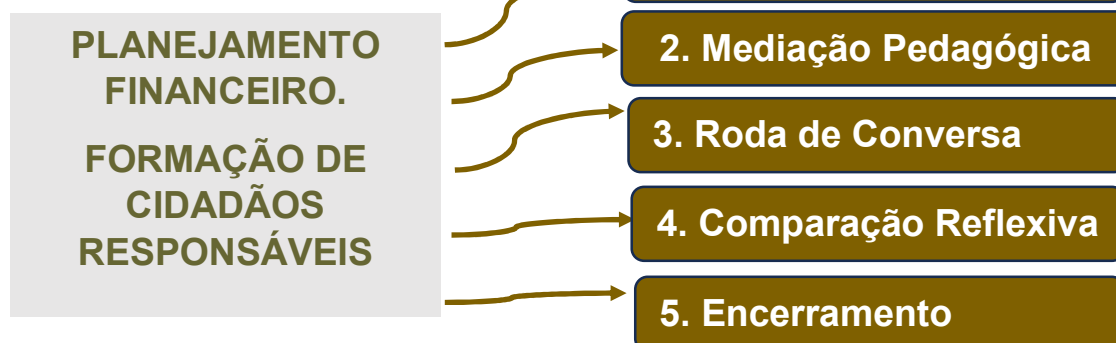 PLANEJAMENTO
FINANCEIRO.
FORMAÇÃO DE
CIDADÃOS
RESPONSÁVEIS
2. Mediação Pedagógica
3. Roda de Conversa
4. Comparação Reflexiva
5. Encerramento